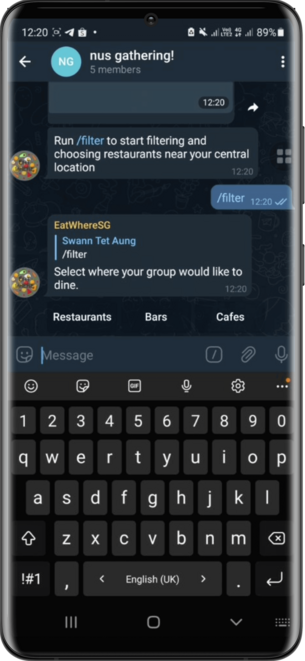 12:20 89%
NG nus gathering!
5 members
12:20
Run /filter to start filtering and
choosing restaurants near your central
location
12:20
/filter 12:20
EatWhereSG
Swann Tet Aung
/filter
Select where your group would like to
dine.
12:20
Restaurants Bars Cafes
Message
GIF
1 2 3 4 5 6 7 8 9 0
q w e r t y u i o p
a s d f g h j k l
z x c v b n m
!#1 , < English (UK) > .